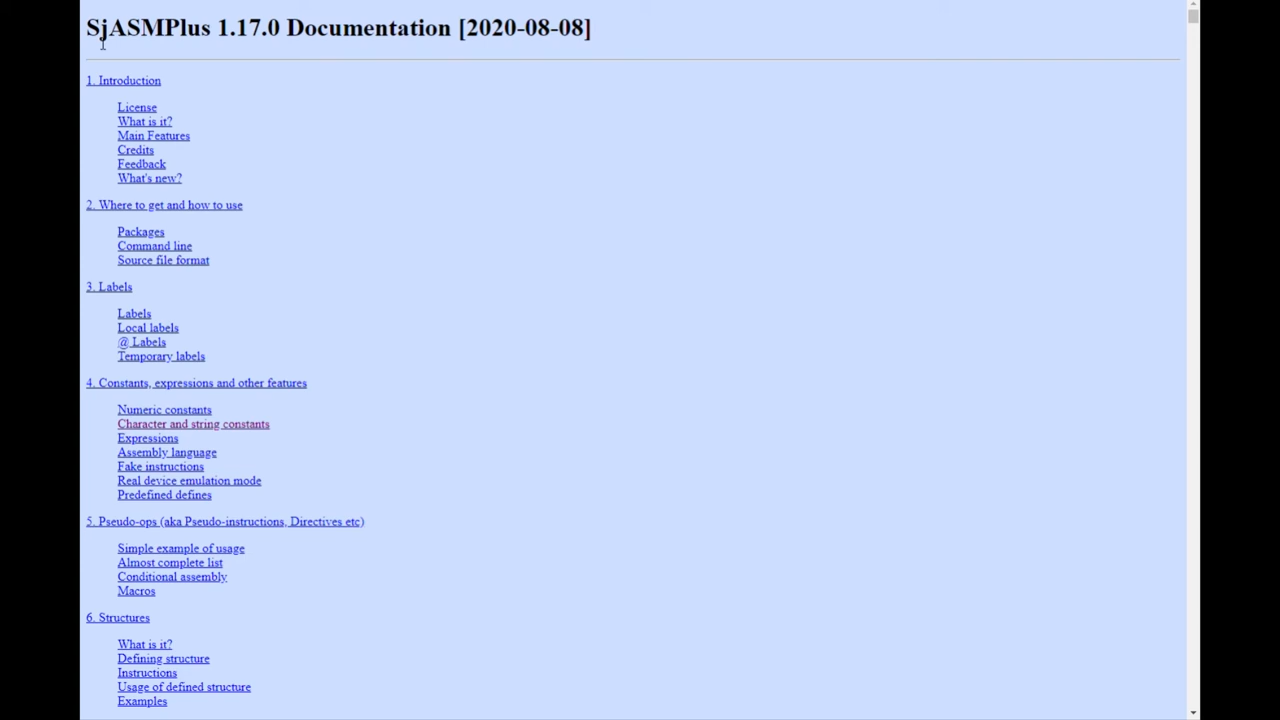 SjASMPlus 1.17.0 Documentation [2020-08-08]
1. Introduction
License
What is it?
Main Features
Credits
Feedback
What's new?
2. Where to get and how to use
Packages
Command line
Source file format
3. Labels
Labels
Local labels
@ Labels
Temporary labels
4. Constants, expressions and other features
Numeric constants
Character and string constants
Expressions
Assembly language
Fake instructions
Real device emulation mode
Predefined defines
5. Pseudo-ops (aka Pseudo-instructions, Directives etc)
Simple example of usage
Almost complete list
Conditional assembly
Macros
6. Structures
What is it?
Defining structure
Instructions
Usage of defined structure
Examples